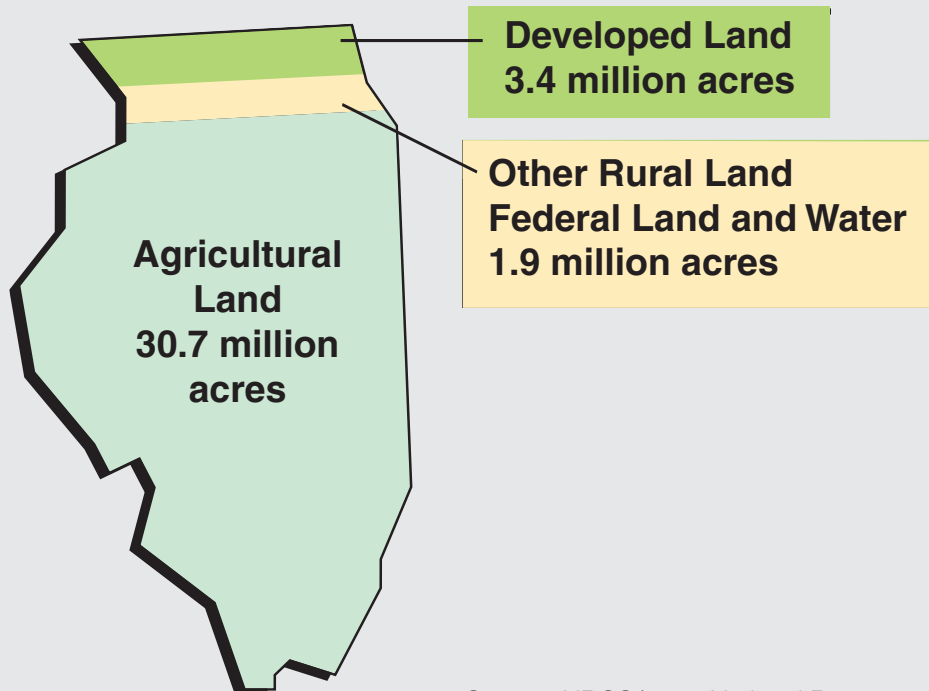 Developed Land
3.4 million acres
Other Rural Land
Federal Land and Water
1.9 million acres
Agricultural
Land
30.7 million
acres